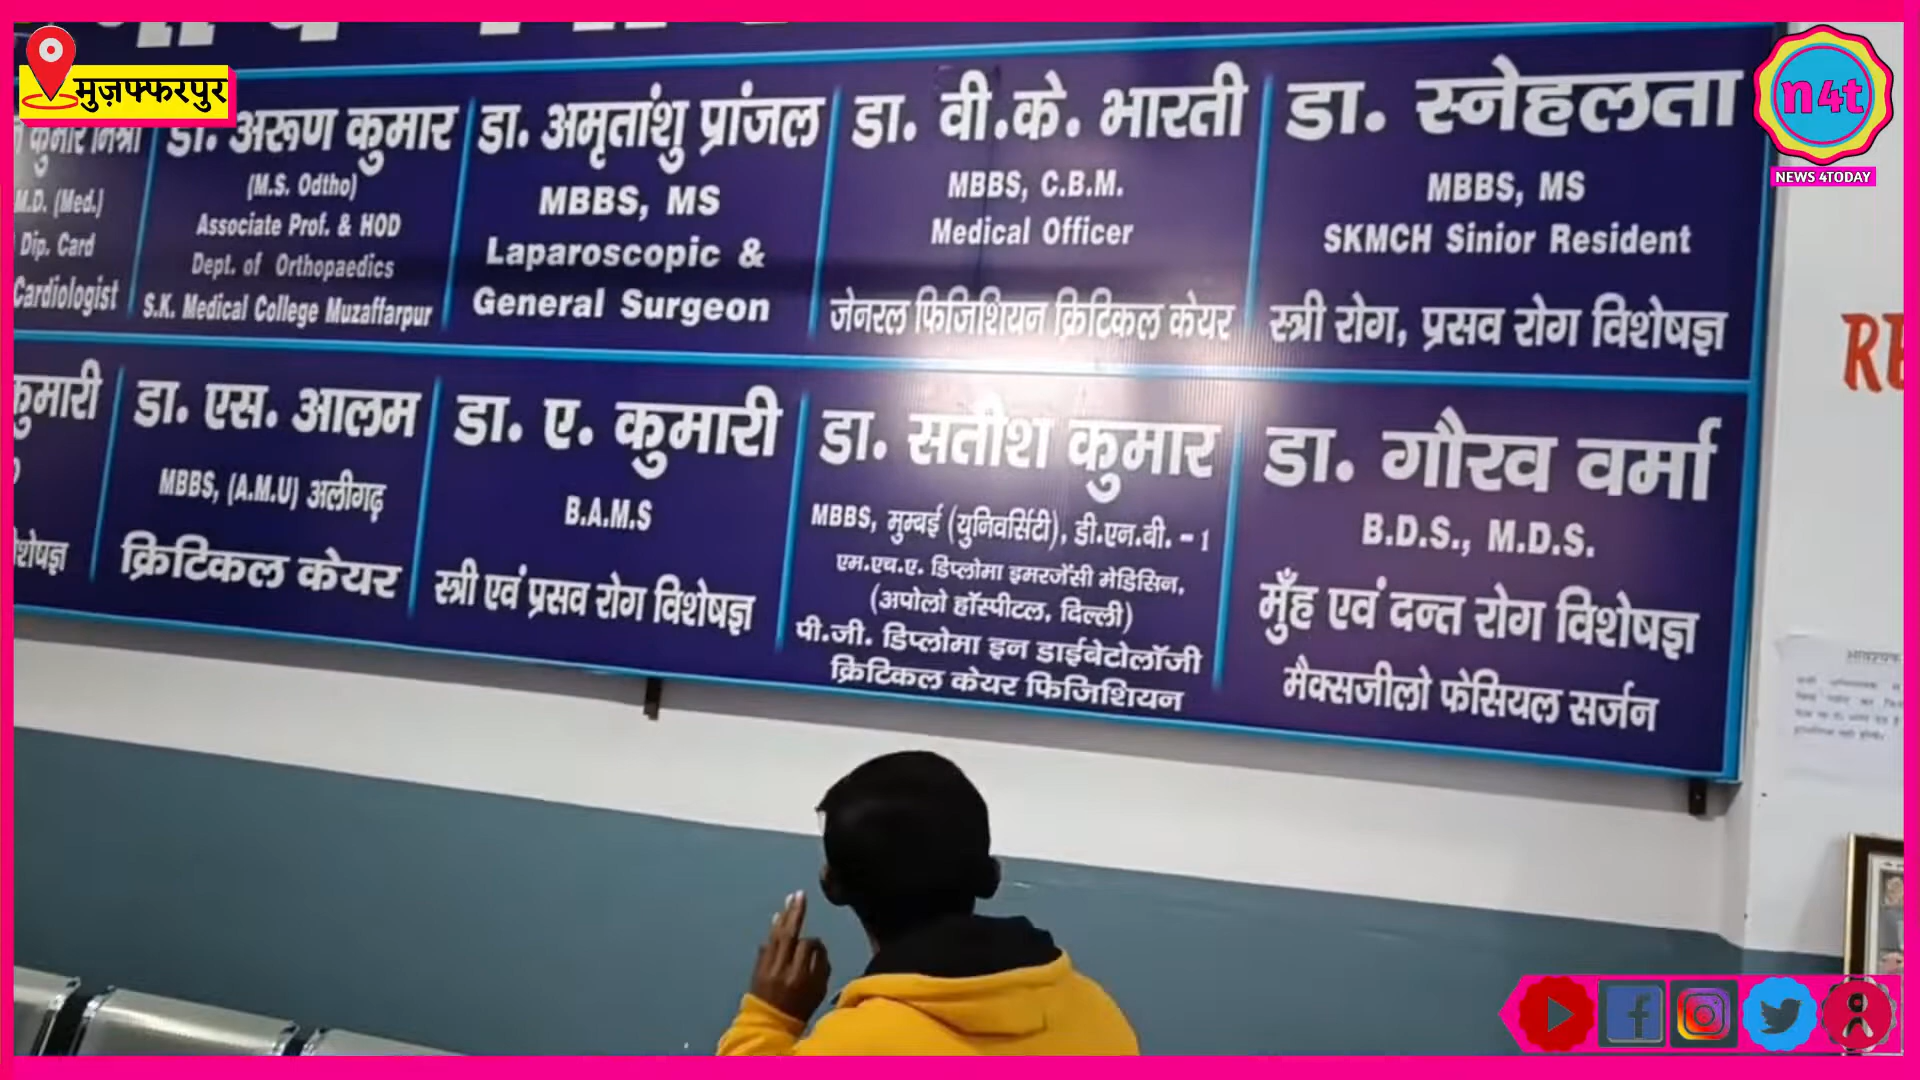 मुज़फ्फरपुर
n4t
NEWS 4TODAY
कुमार मिश्रा
M.D. (Med.)
Dip. Card
Cardiologist
डा. अरूण कुमार
(M.S. Odtho)
Associate Prof. & HOD
Dept. of Orthopaedics
S.K. Medical College Muzaffarpur
डा. अमृतांशु प्रांजल
MBBS, MS
Laparoscopic &
General Surgeon
डा. वी.के. भारती
MBBS, C.B.M.
Medical Officer
जेनरल फिजिशियन क्रिटिकल केयर
डा. स्नेहलता
MBBS, MS
SKMCH Sinior Resident
स्त्री रोग, प्रसव रोग विशेषज्ञ
कुमारी
डा. एस. आलम
MBBS, (A.M.U) अलीगढ़
क्रिटिकल केयर
डा. ए. कुमारी
B.A.M.S
स्त्री एवं प्रसव रोग विशेषज्ञ
डा. सतीश कुमार
MBBS, मुम्बई (युनिवर्सिटी), डी.एन.बी. - 1
एम.एच.ए. डिप्लोमा इमरजेंसी मेडिसिन,
(अपोलो हॉस्पीटल, दिल्ली)
पी.जी. डिप्लोमा इन डाईवेटोलॉजी
क्रिटिकल केयर फिजिशियन
डा. गौरव वर्मा
B.D.S., M.D.S.
मुँह एवं दन्त रोग विशेषज्ञ
मैक्सजीलो फेसियल सर्जन